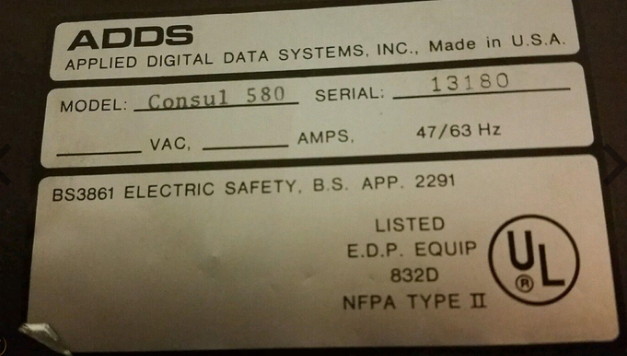 ADDS
APPLIED DIGITAL DATA SYSTEMS, INC., Made in U.S.A.
MODEL: Consul 580 SERIAL: 13180
VAC, AMPS, 47/63 Hz
BS3861 ELECTRIC SAFETY, B.S. APP. 2291
LISTED
E.D.P. EQUIP
832D
NFPA TYPE II
UL
®